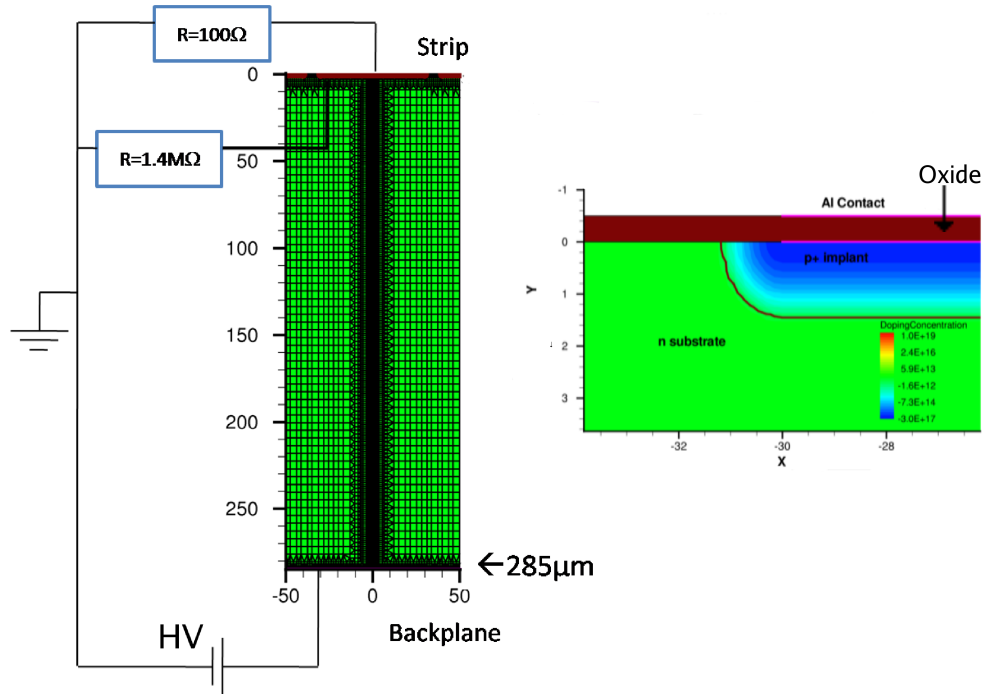 R=100Ω
Strip
0
R=1.4MΩ
50
100
150
200
250
←285μm
-50 0 50
HV
Backplane
Oxide
Al Contact
-1
0
p+ implant
Y
1
DopingConcentration
1.0E+19
n substrate
2
2.4E+16
5.9E+13
-1.6E+12
3
-7.3E+14
-3.0E+17
-32 -30 -28
X